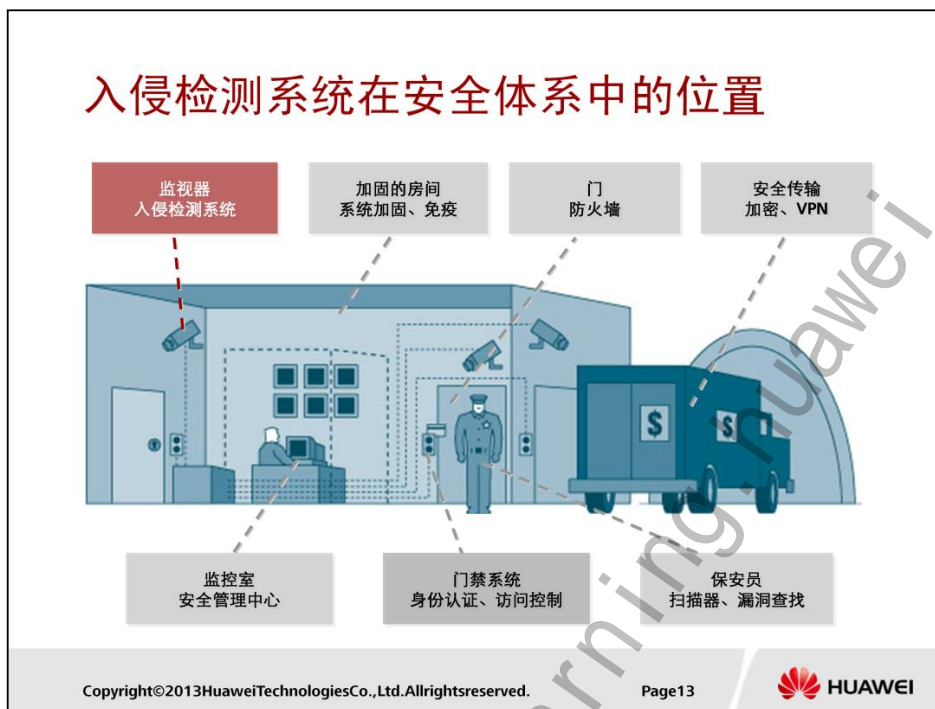 入侵检测系统在安全体系中的位置
监视器
入侵检测系统
加固的房间
系统加固、免疫
门
防火墙
安全传输
加密、VPN
$
$
监控室
安全管理中心
门禁系统
身份认证、访问控制
保安员
扫描器、漏洞查找
rning.huawei
Copyright©2013HuaweiTechnologiesCo.,Ltd.Allrightsreserved.
Page13
HUAWEI